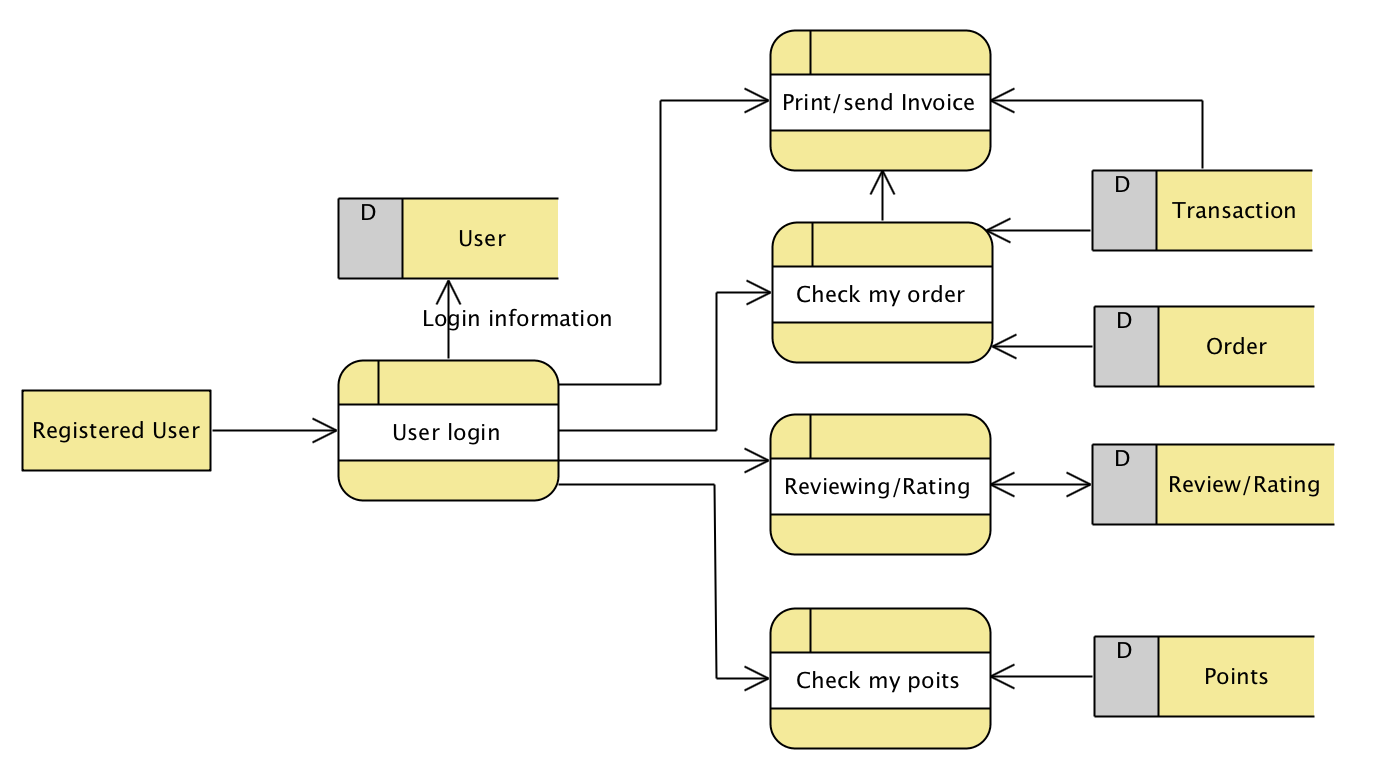 Print/send Invoice
D
Transaction
D
User
Check my order
Login information
D
Order
Registered User
User login
D
Reviewing/Rating
Review/Rating
D
Check my poits
Points